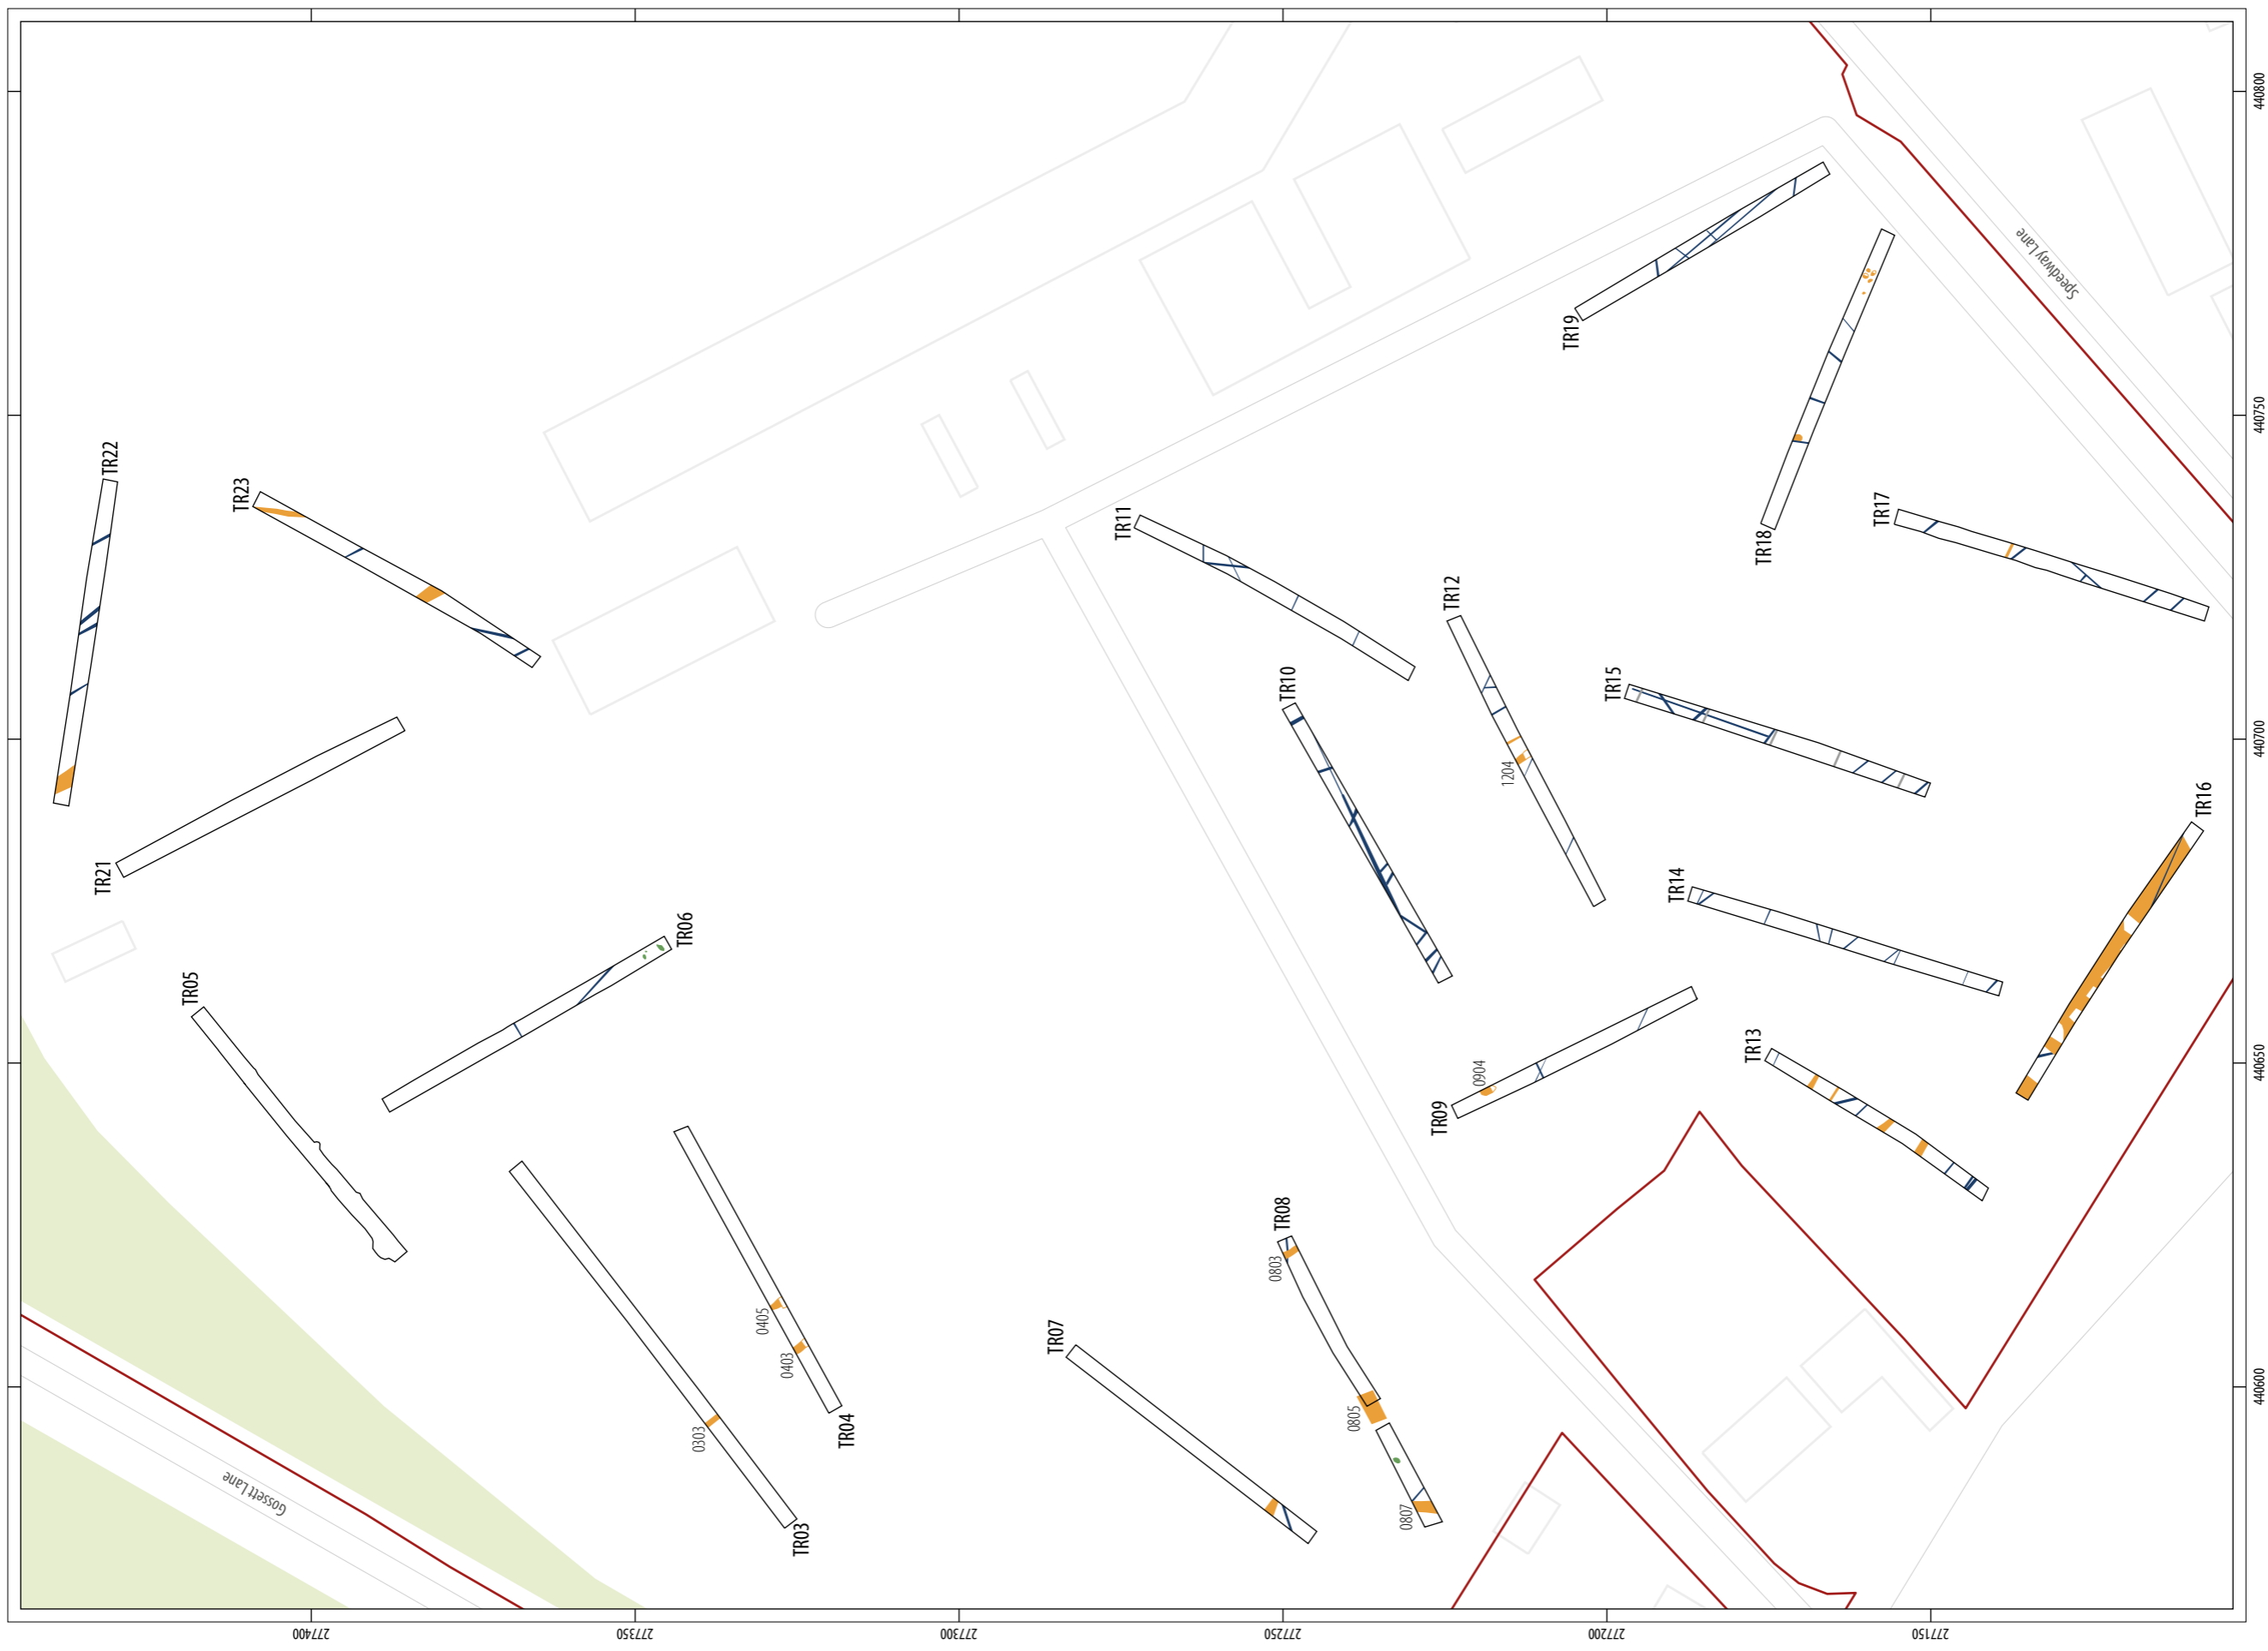 TR22
TR23
TR21
TR05
TR06
TR03
TR04
0303
0403
0405
TR07
TR08
0803
0805
0807
TR09
0904
TR10
TR11
TR12
1204
TR13
TR14
TR15
TR16
TR17
TR18
TR19
Gossett Lane
Speedway Lane
277400
277350
277300
277250
277200
277150
440800
440750
440700
440650
440600